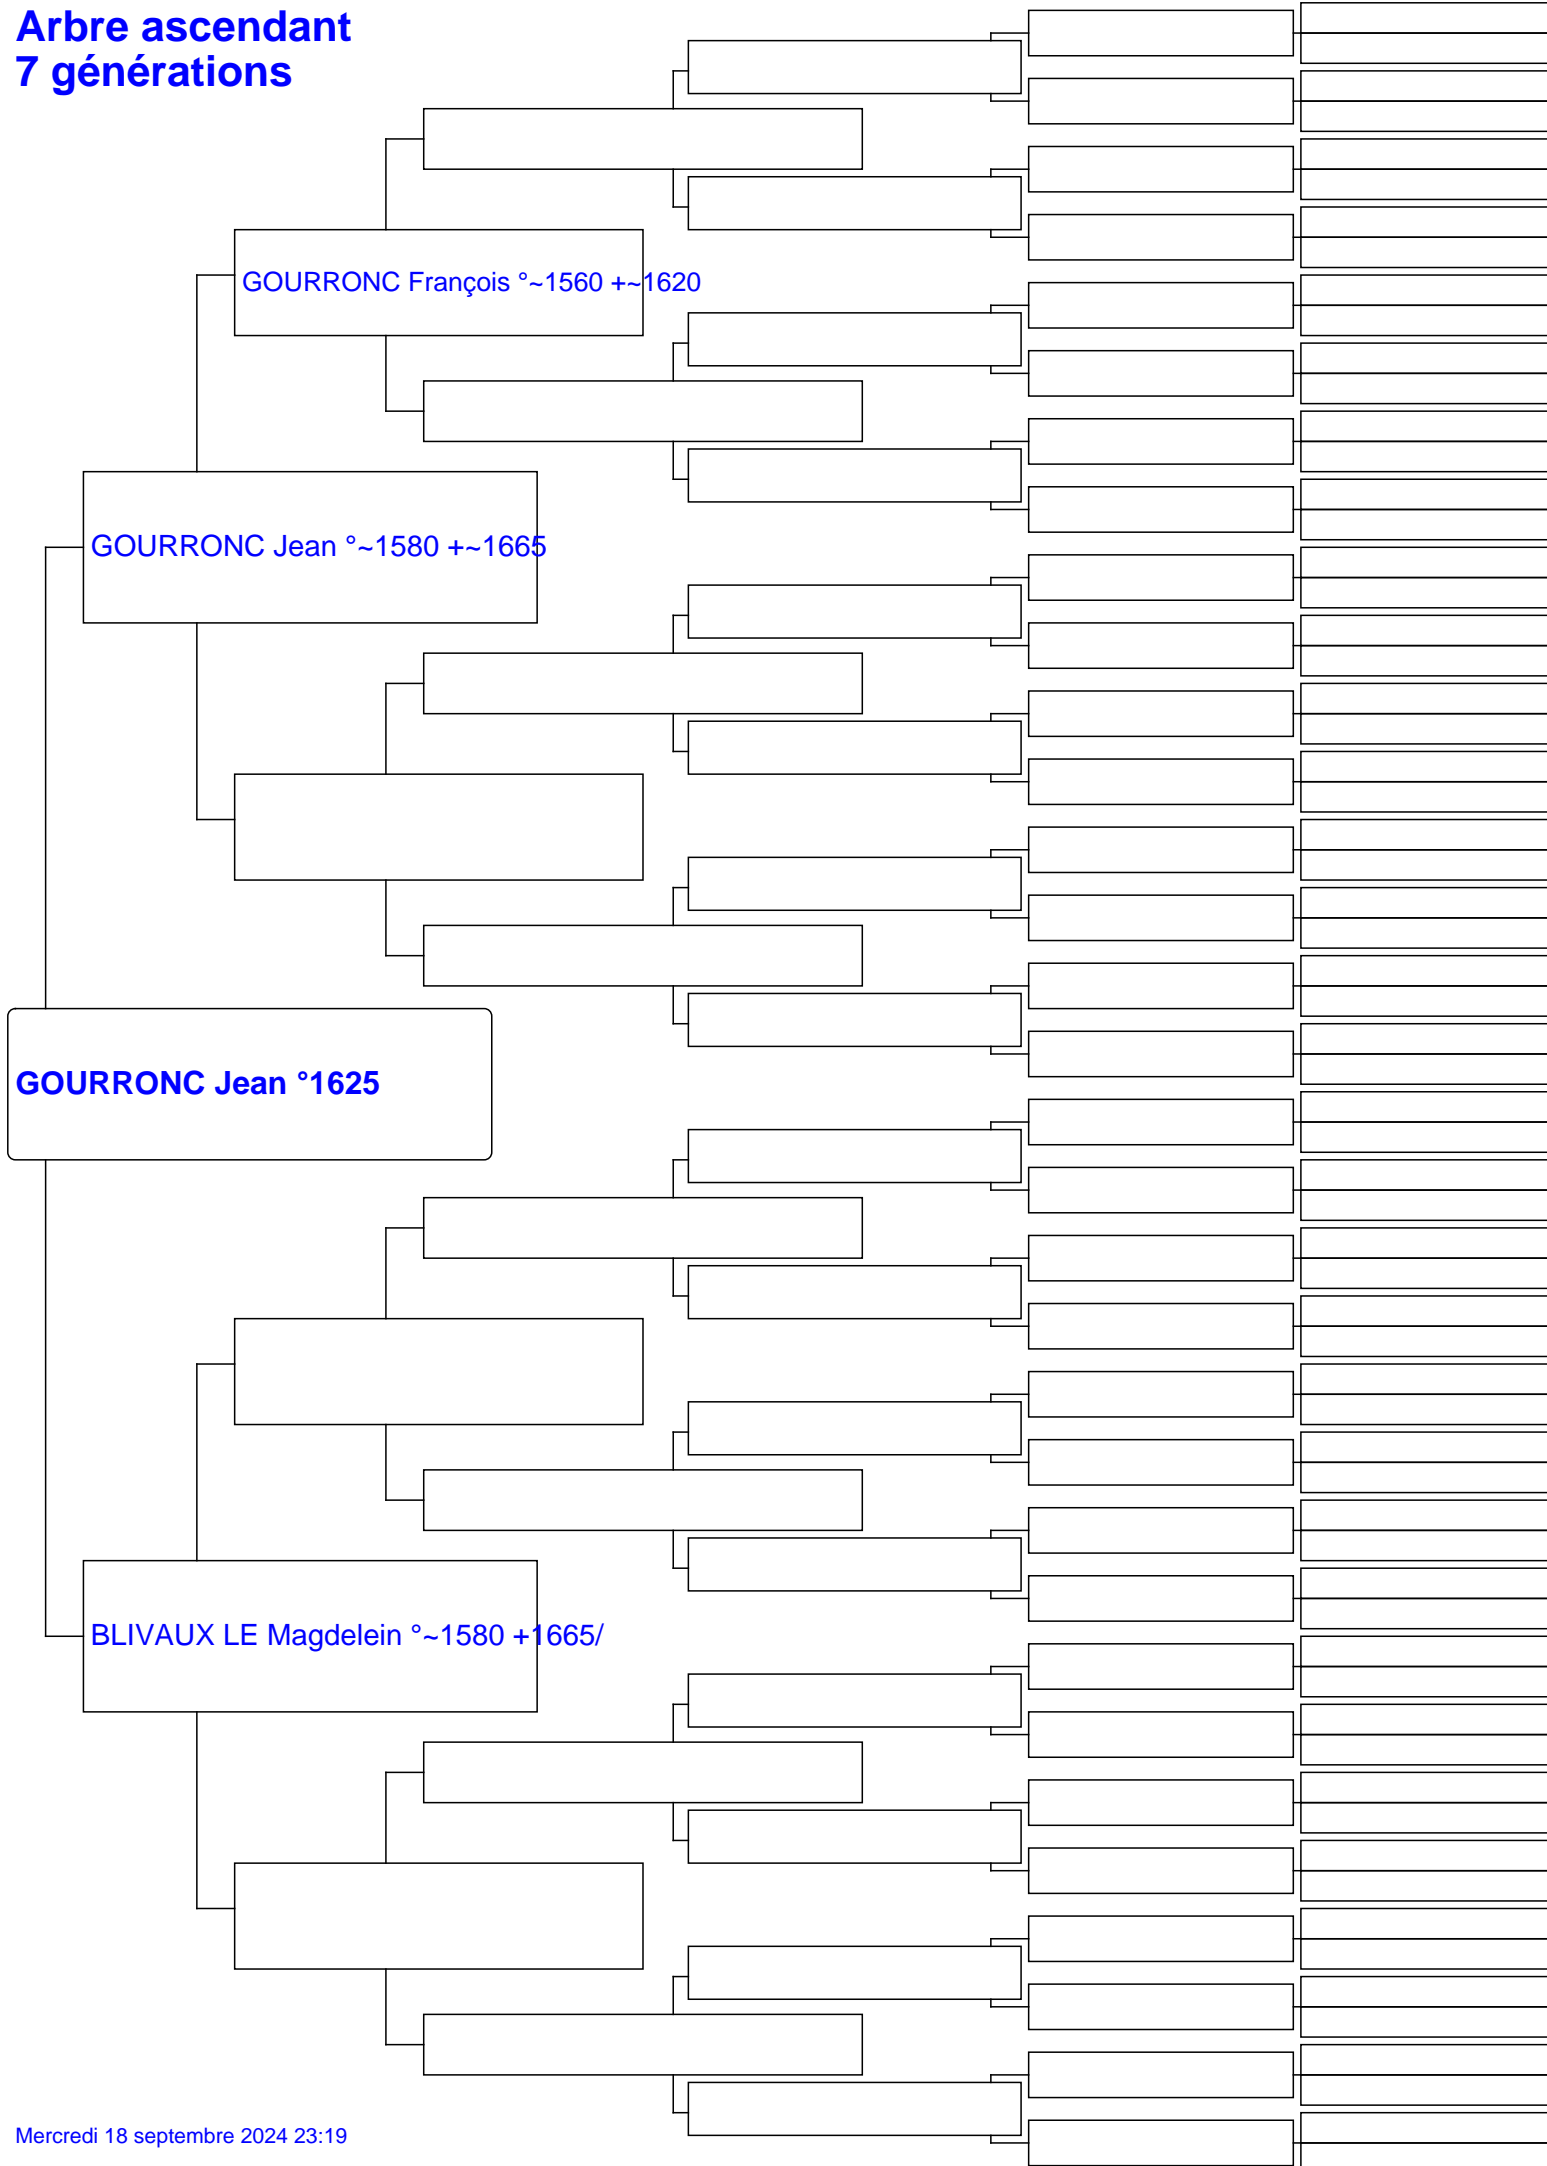 Arbre ascendant
7 générations
GOURRONC François °~1560 +~1620
GOURRONC Jean °~1580 +~1665
GOURRONC Jean °1625
BLIVAUX LE Magdelein °~1580 +1665/
Mercredi 18 septembre 2024 23:19